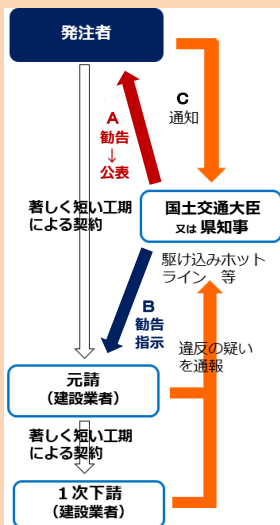 発注者
C
通知
A
勧告
↓
公表
著しく短い工期
による契約
国土交通大臣
又は 県知事
駆け込みホット
ライン 等
B
勧告
指示
違反の疑い
を通報
元請
（建設業者）
著しく短い工期
による契約
１次下請
（建設業者）